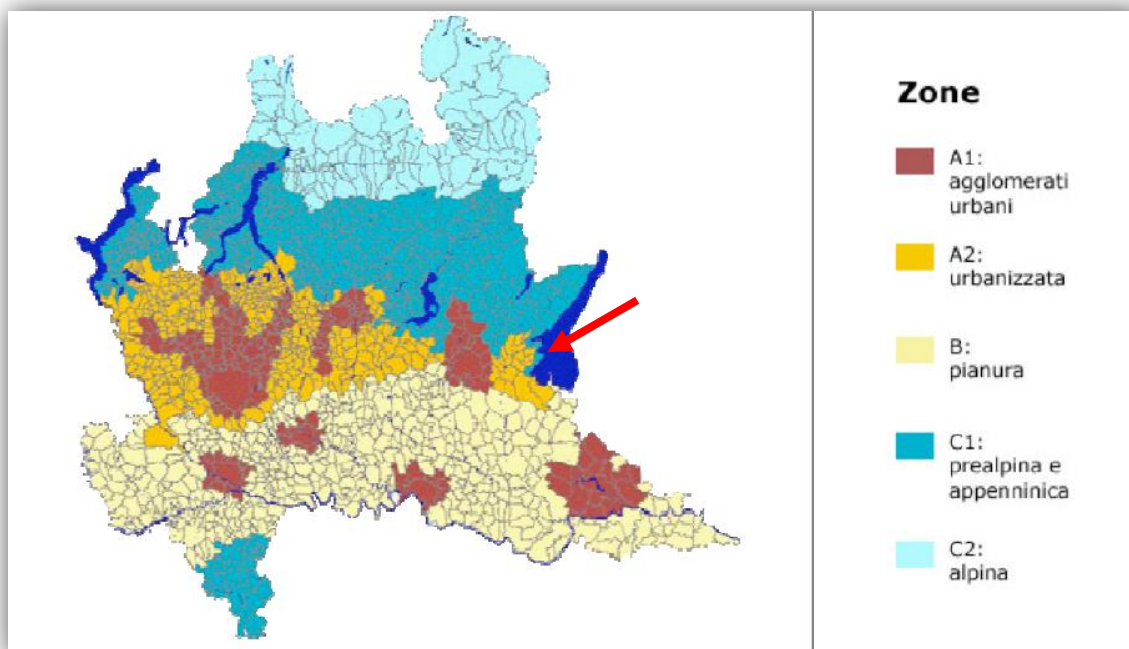 Zone
A1:
agglomerati
urbani
A2:
urbanizzata
B:
pianura
C1:
prealpina e
appenninica
C2:
alpina